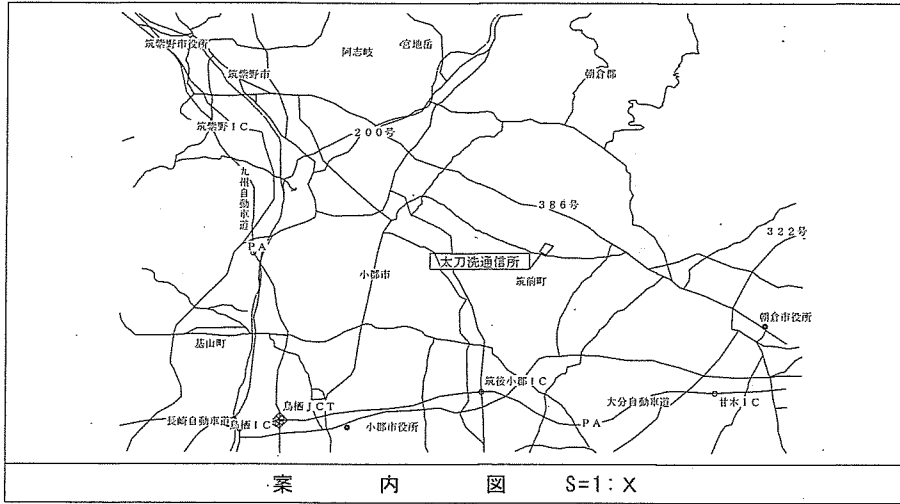 筑紫野市役所
阿志岐
宮地岳
筑紫野市
朝倉郡
筑紫野IC
200号
九州自動車道
386号
322号
PA
太刀洗通信所
小郡市
筑前町
朝倉市役所
基山町
筑後小郡IC
鳥栖JCT
大分自動車道
甘木IC
長崎自動車道
鳥栖IC
小郡市役所
PA
案内図 S=1:X